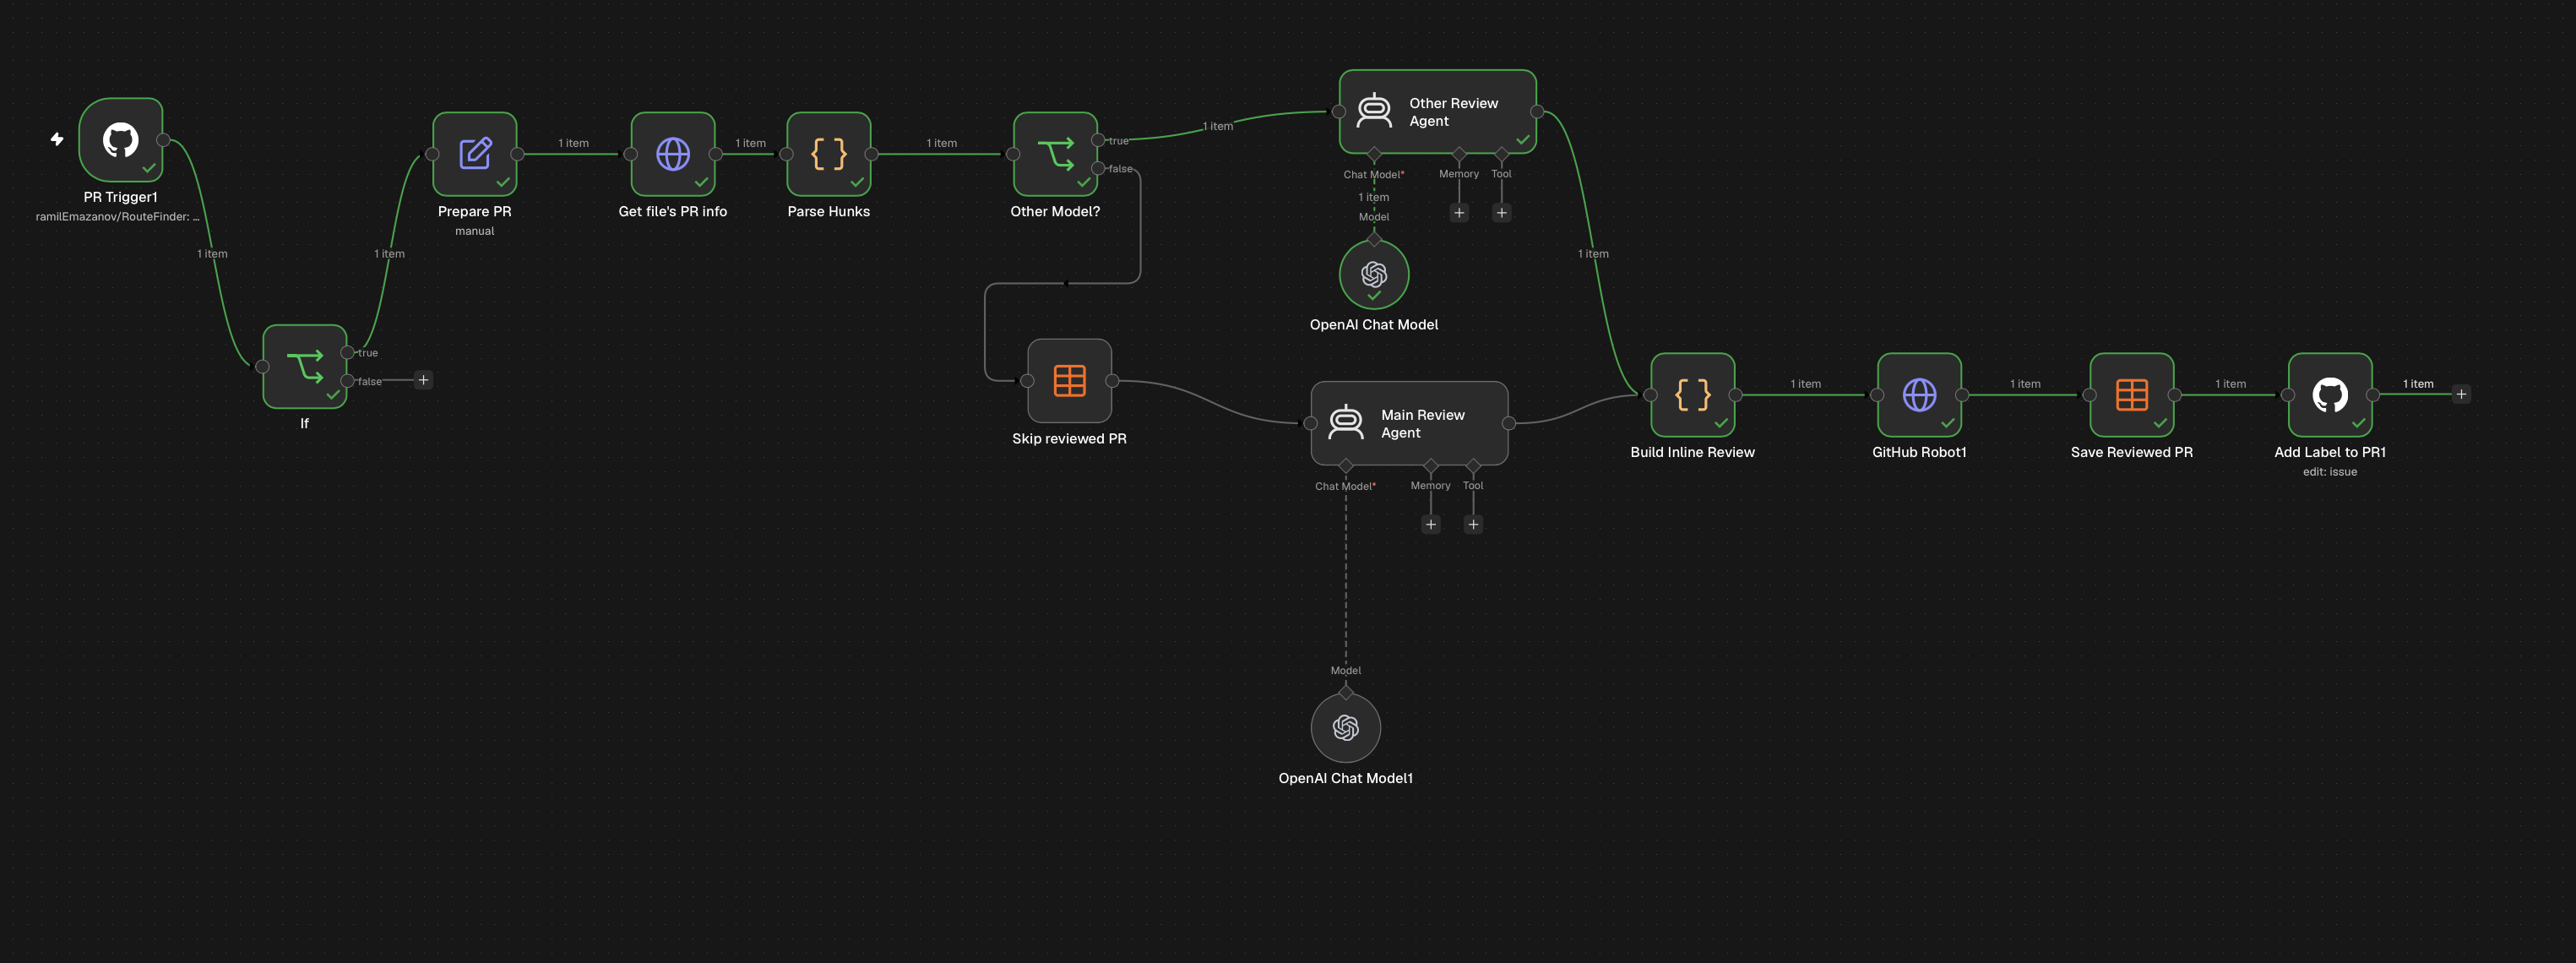 PR Trigger1
ramilEmazanov/RouteFinder: ...
1 item
If
true
false
1 item
Prepare PR
manual
1 item
Get file's PR info
1 item
Parse Hunks
1 item
Other Model?
true
false
1 item
Other Review
Agent
Chat Model*
Memory
Tool
1 item
Model
OpenAI Chat Model
1 item
Skip reviewed PR
Main Review
Agent
Chat Model*
Memory
Tool
Model
OpenAI Chat Model1
Build Inline Review
1 item
GitHub Robot1
1 item
Save Reviewed PR
1 item
Add Label to PR1
edit: issue
1 item